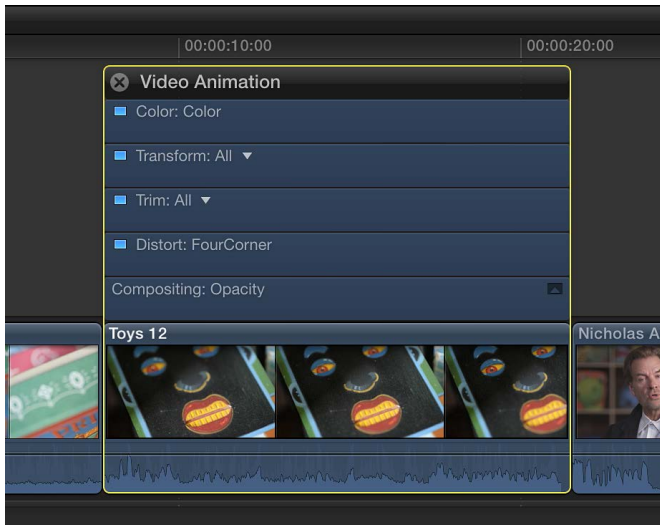 00:00:10:00 00:00:20:00
Video Animation
Color: Color
Transform: All
Trim: All
Distort: FourCorner
Compositing: Opacity
Toys 12
Nicholas A